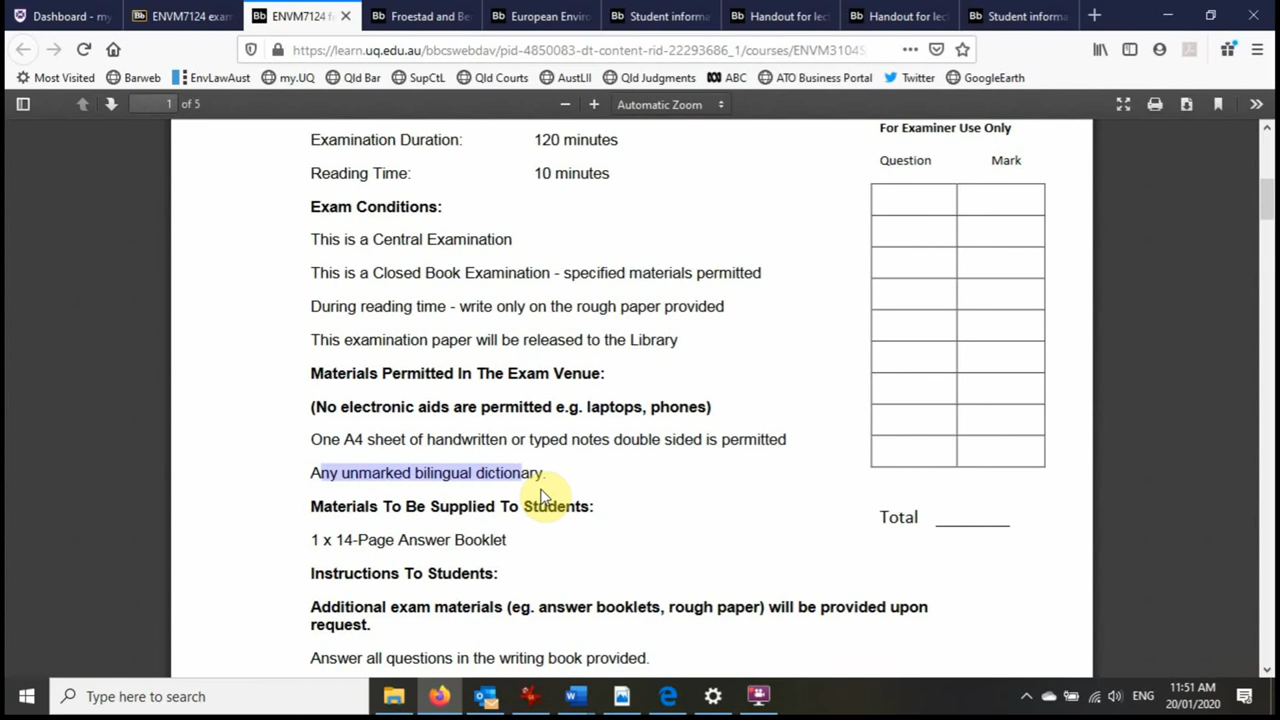 Dashboard - my
ENVM7124 exam
ENVM7124 f
Froestad and Be
European Enviro
Student informa
Handout for lec
Handout for lec
Student informa
https://learn.uq.edu.au/bbcswebdav/pid-4850083-dt-content-rid-22293686_1/courses/ENVM3104S
Most Visited
Barweb
EnvLawAust
my.UQ
Qld Bar
SupCtL
Qld Courts
AustLII
Qld Judgments
ABC
ATO Business Portal
Twitter
GoogleEarth
1 of 5
Automatic Zoom
For Examiner Use Only
Question Mark
Examination Duration: 120 minutes
Reading Time: 10 minutes
Exam Conditions:
This is a Central Examination
This is a Closed Book Examination - specified materials permitted
During reading time - write only on the rough paper provided
This examination paper will be released to the Library
Materials Permitted In The Exam Venue:
(No electronic aids are permitted e.g. laptops, phones)
One A4 sheet of handwritten or typed notes double sided is permitted
Any unmarked bilingual dictionary.
Materials To Be Supplied To Students:
1 x 14-Page Answer Booklet
Instructions To Students:
Additional exam materials (eg. answer booklets, rough paper) will be provided upon
request.
Answer all questions in the writing book provided.
Total ________
Type here to search
ENG
11:51 AM
20/01/2020